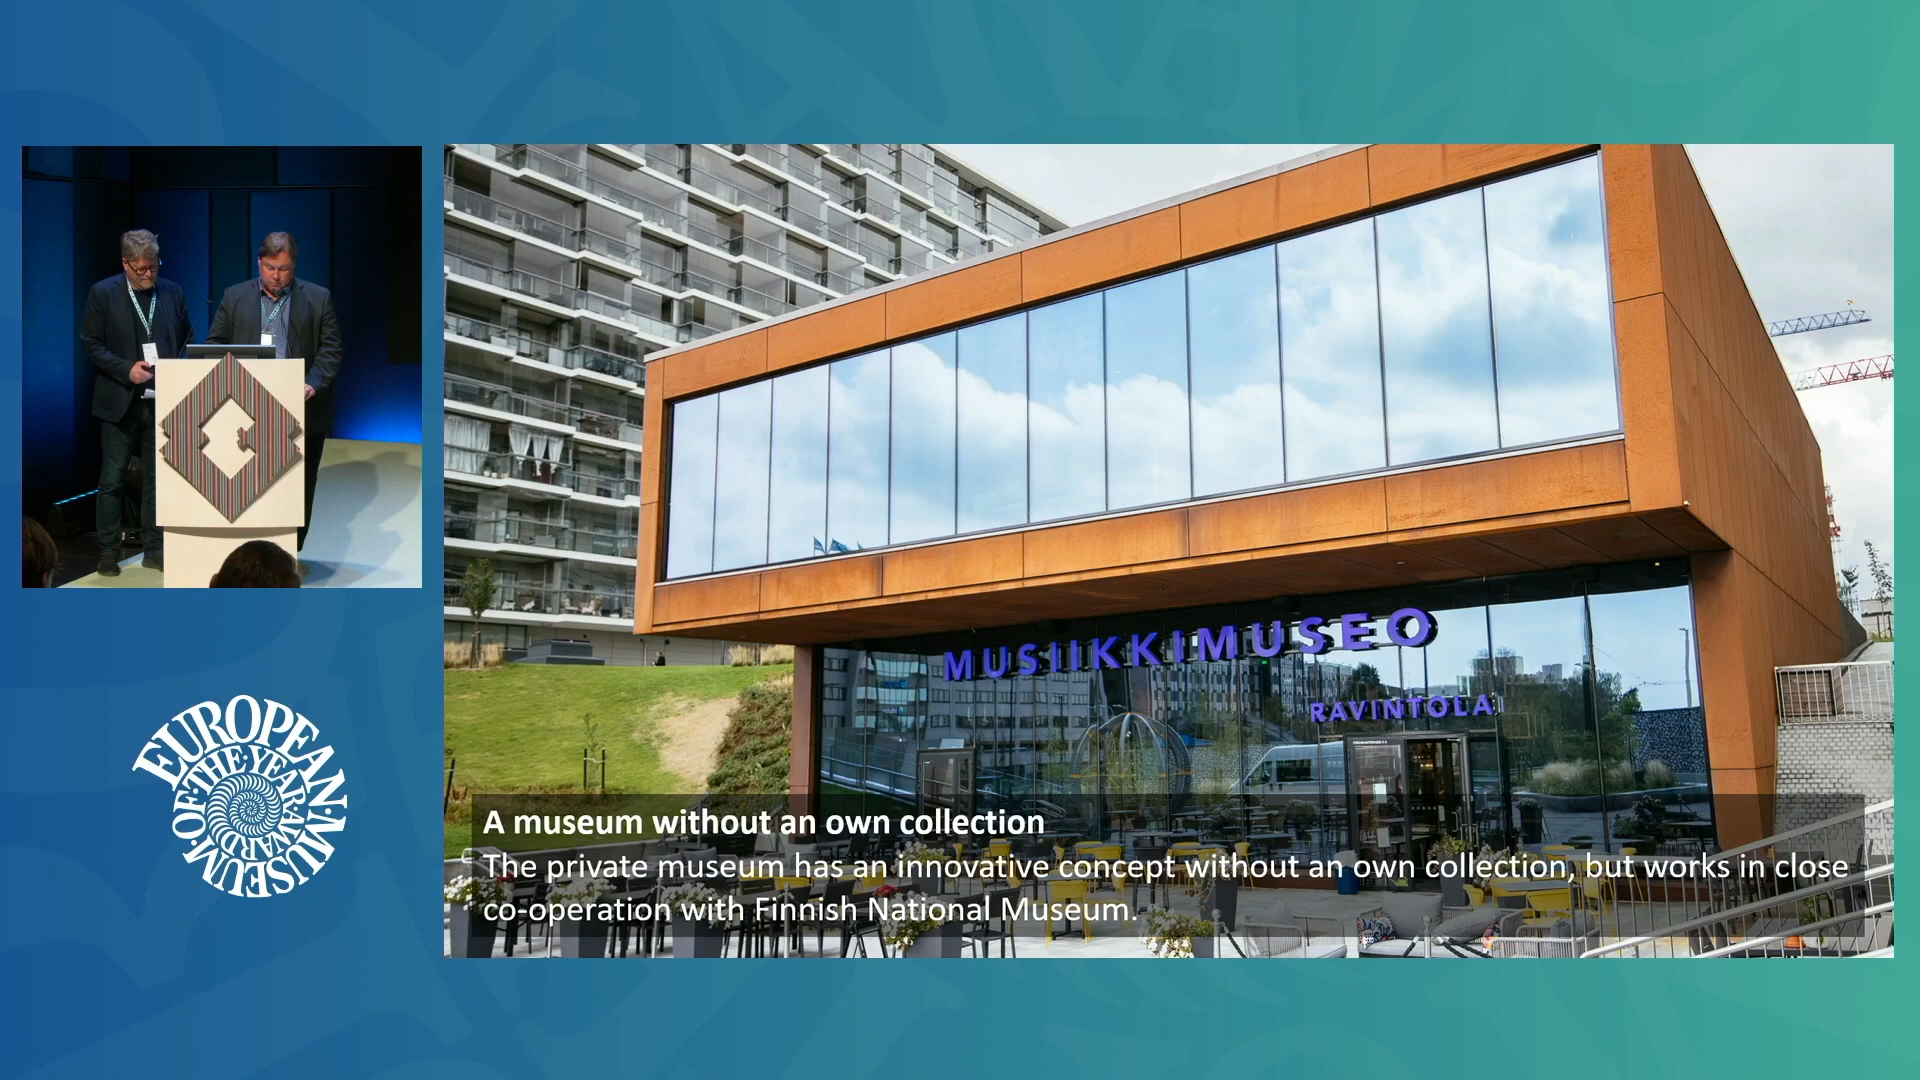 MUSIIKKIMUSEO
RAVINTOLA
A museum without an own collection
The private museum has an innovative concept without an own collection, but works in close
co-operation with Finnish National Museum.
EUROPEAN·MUSEUM·OF·THE·YEAR·AWARD